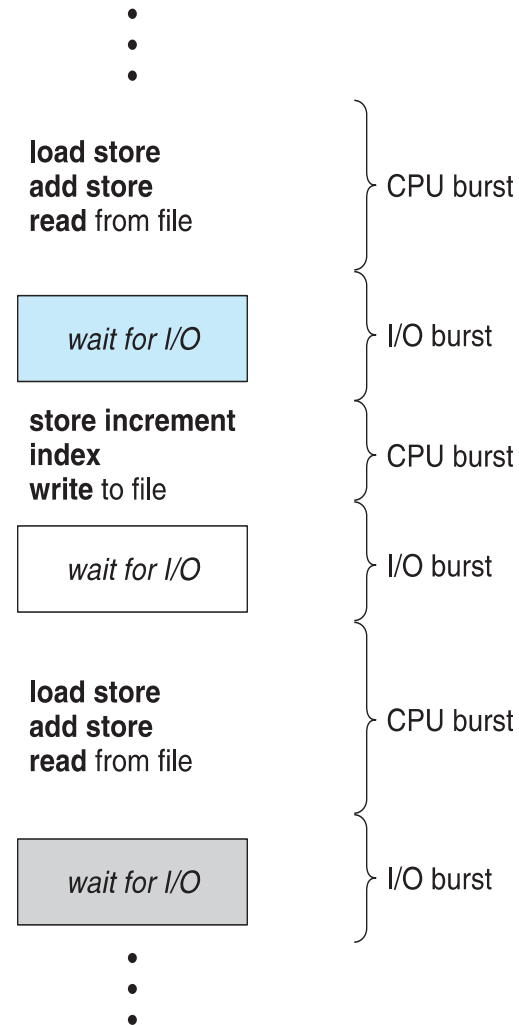 load store
add store
read from file
CPU burst
wait for I/O
I/O burst
store increment
index
write to file
CPU burst
wait for I/O
I/O burst
load store
add store
read from file
CPU burst
wait for I/O
I/O burst